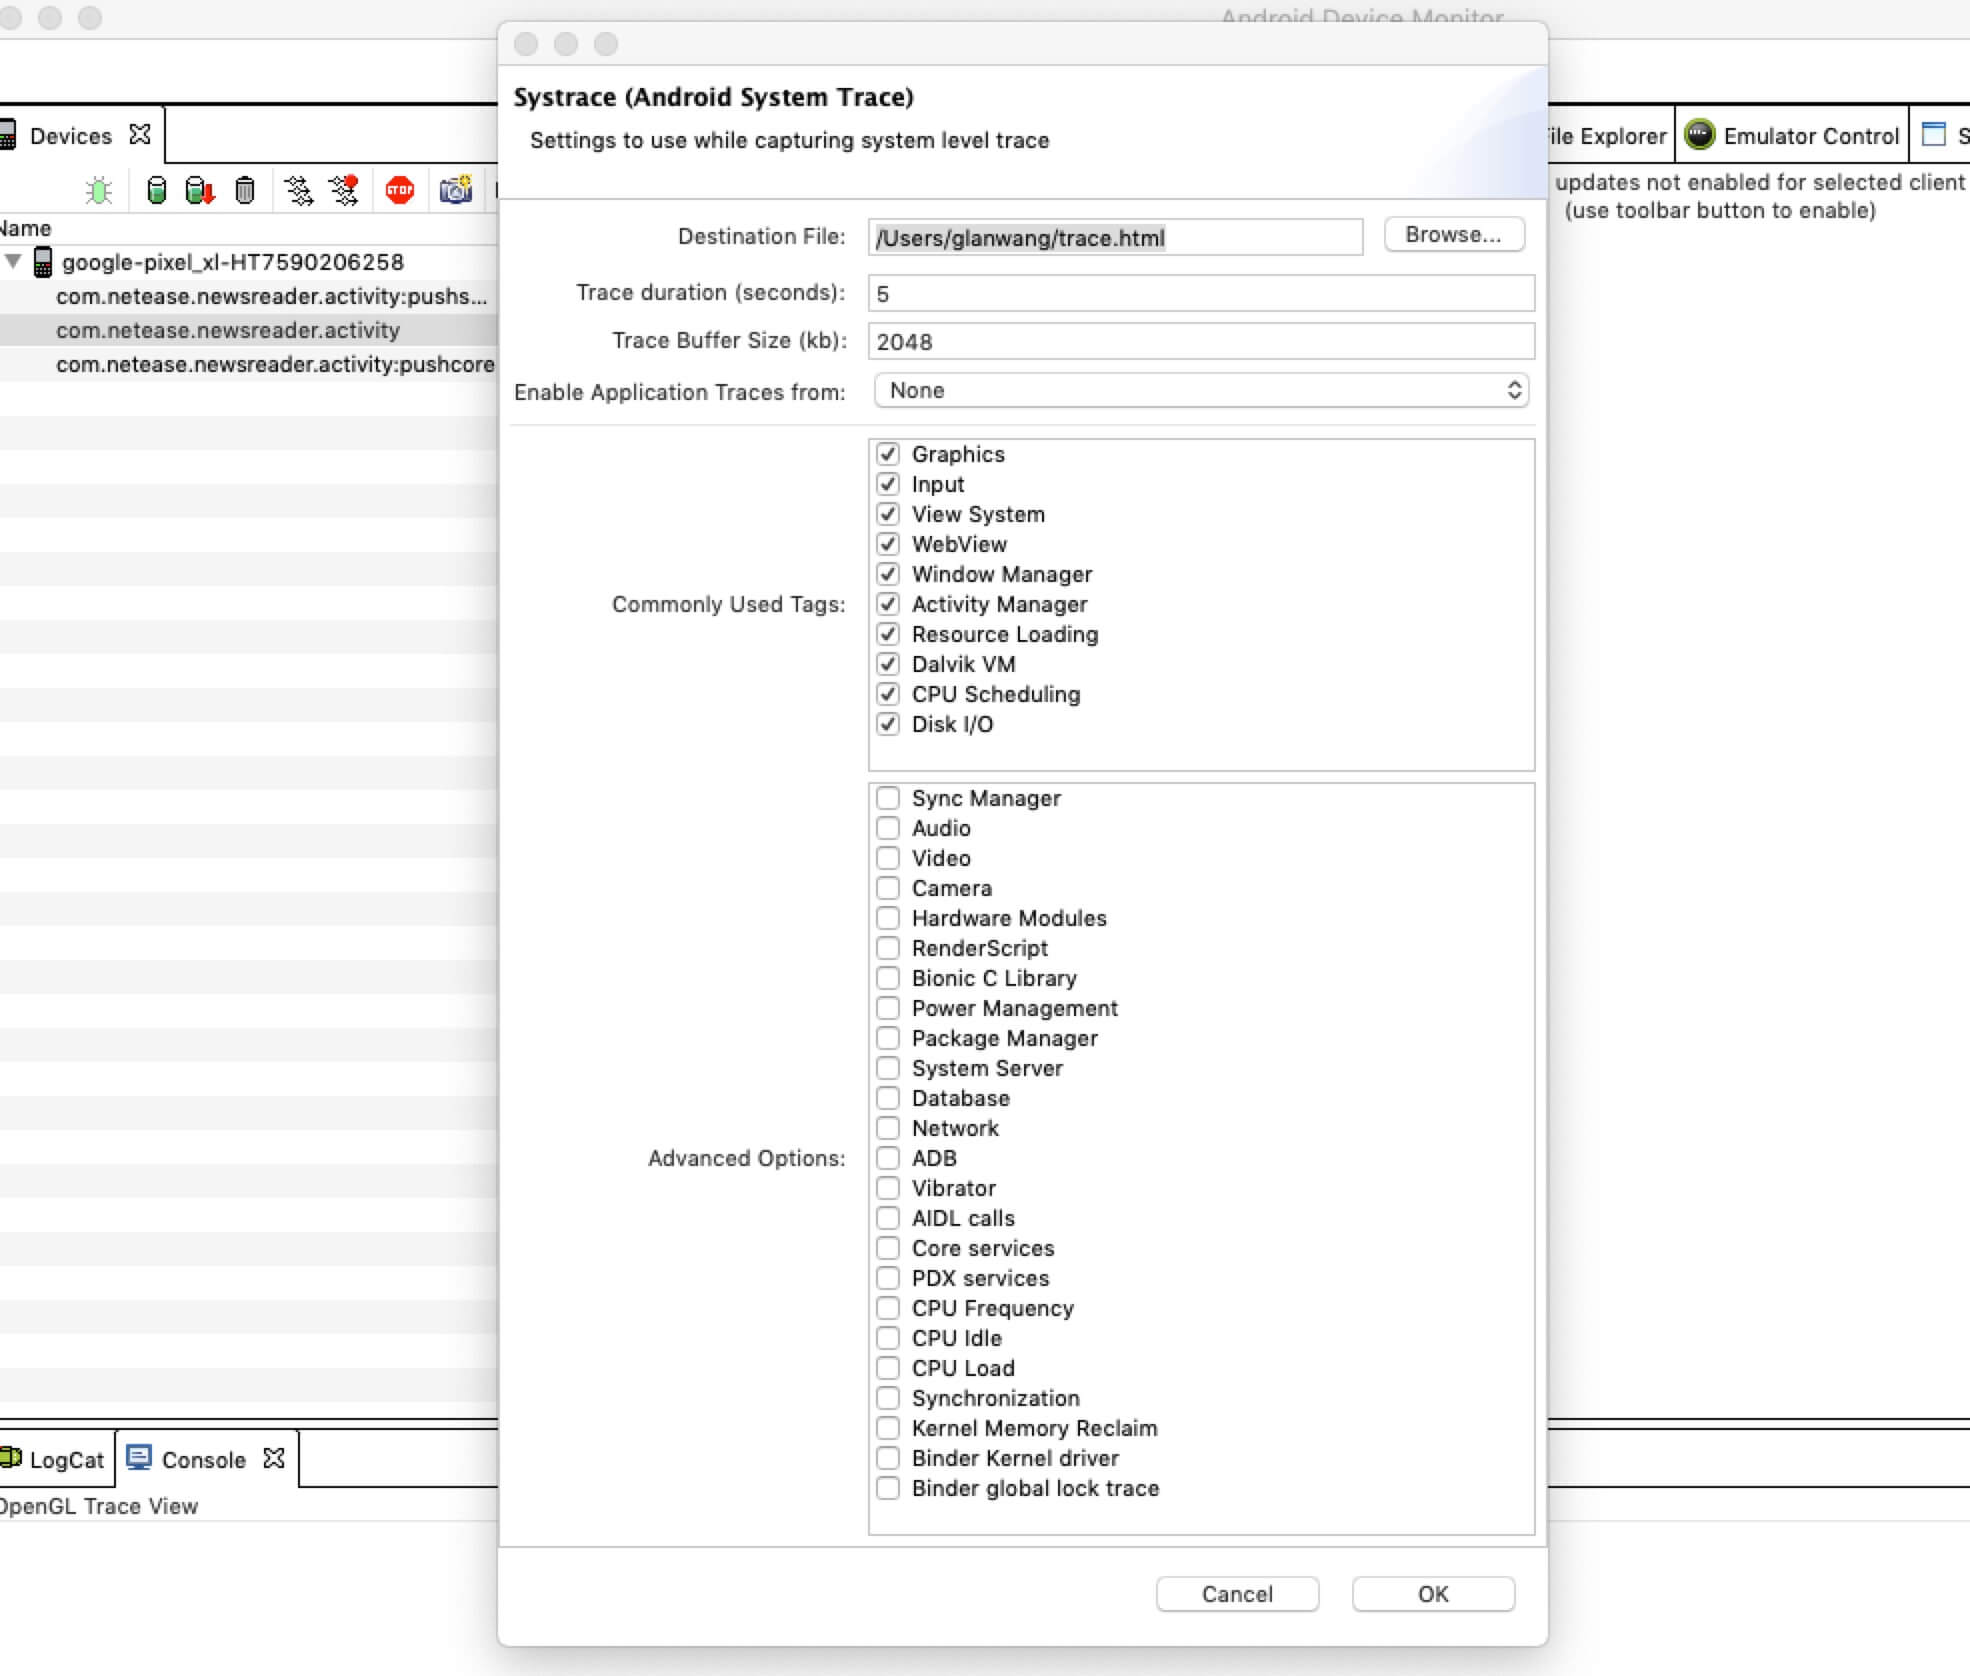 Android Device Monitor
Systrace (Android System Trace)
Settings to use while capturing system level trace
Devices
File Explorer
Emulator Control
S
updates not enabled for selected client
(use toolbar button to enable)
STOP
Name
google-pixel_xl-HT7590206258
com.netease.newsreader.activity:pushs...
com.netease.newsreader.activity
com.netease.newsreader.activity:pushcore
Destination File:
/Users/glanwang/trace.html
Browse...
Trace duration (seconds):
5
Trace Buffer Size (kb):
2048
Enable Application Traces from:
None
Commonly Used Tags:
Graphics
Input
View System
WebView
Window Manager
Activity Manager
Resource Loading
Dalvik VM
CPU Scheduling
Disk I/O
Advanced Options:
Sync Manager
Audio
Video
Camera
Hardware Modules
RenderScript
Bionic C Library
Power Management
Package Manager
System Server
Database
Network
ADB
Vibrator
AIDL calls
Core services
PDX services
CPU Frequency
CPU Idle
CPU Load
Synchronization
Kernel Memory Reclaim
Binder Kernel driver
Binder global lock trace
LogCat
Console
OpenGL Trace View
Cancel
OK